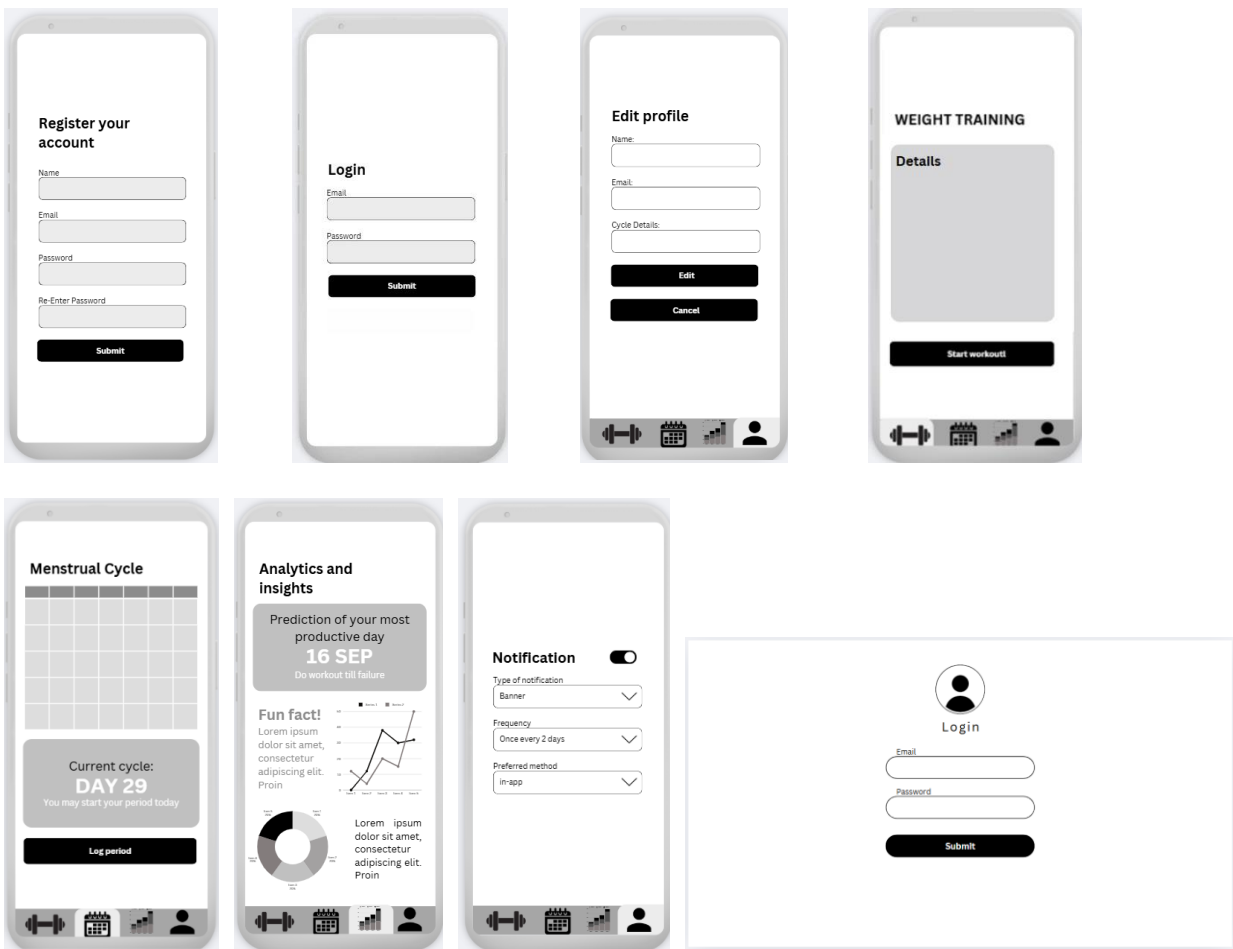 Register your
account
Name
Email
Password
Re-Enter Password
Submit
Login
Email
Password
Submit
Edit profile
Name:
Email:
Cycle Details:
Edit
Cancel
WEIGHT TRAINING
Details
Start workout!
Menstrual Cycle
Current cycle:
DAY 29
You may start your period today
Log period
Analytics and
insights
Prediction of your most
productive day
16 SEP
Do workout till failure
Fun fact!
Lorem ipsum
dolor sit amet,
consectetur
adipiscing elit.
Proin
Lorem ipsum
dolor sit amet,
consectetur
adipiscing elit.
Proin
Notification
Type of notification
Banner
Frequency
Once every 2 days
Preferred method
in-app
Login
Email
Password
Submit